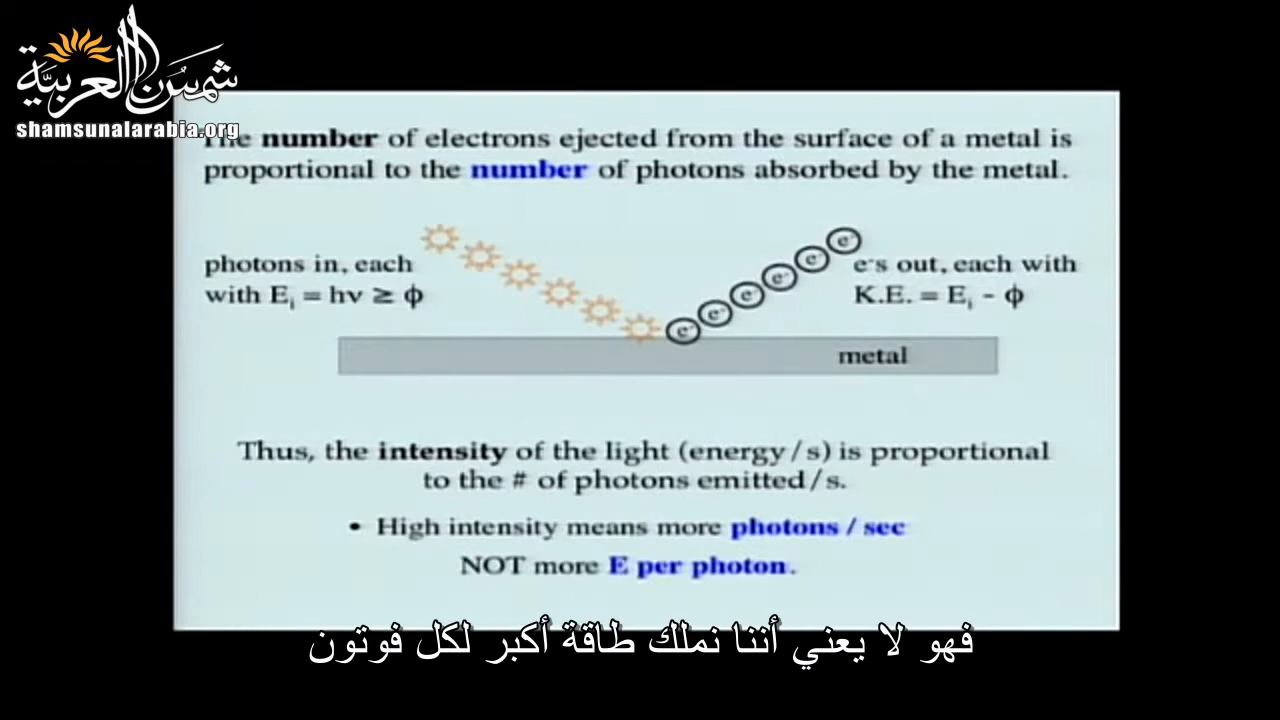 شمس العربية
shamsunalarabia.org
The number of electrons ejected from the surface of a metal is
proportional to the number of photons absorbed by the metal.
photons in, each
with Eᵢ = hν ≥ ϕ
e⁻ e⁻ e⁻ e⁻ e⁻ e⁻
e⁻s out, each with
K.E. = Eᵢ - ϕ
metal
Thus, the intensity of the light (energy/s) is proportional
to the # of photons emitted/s.
• High intensity means more photons / sec
NOT more E per photon.
فهو لا يعني أننا نملك طاقة أكبر لكل فوتون